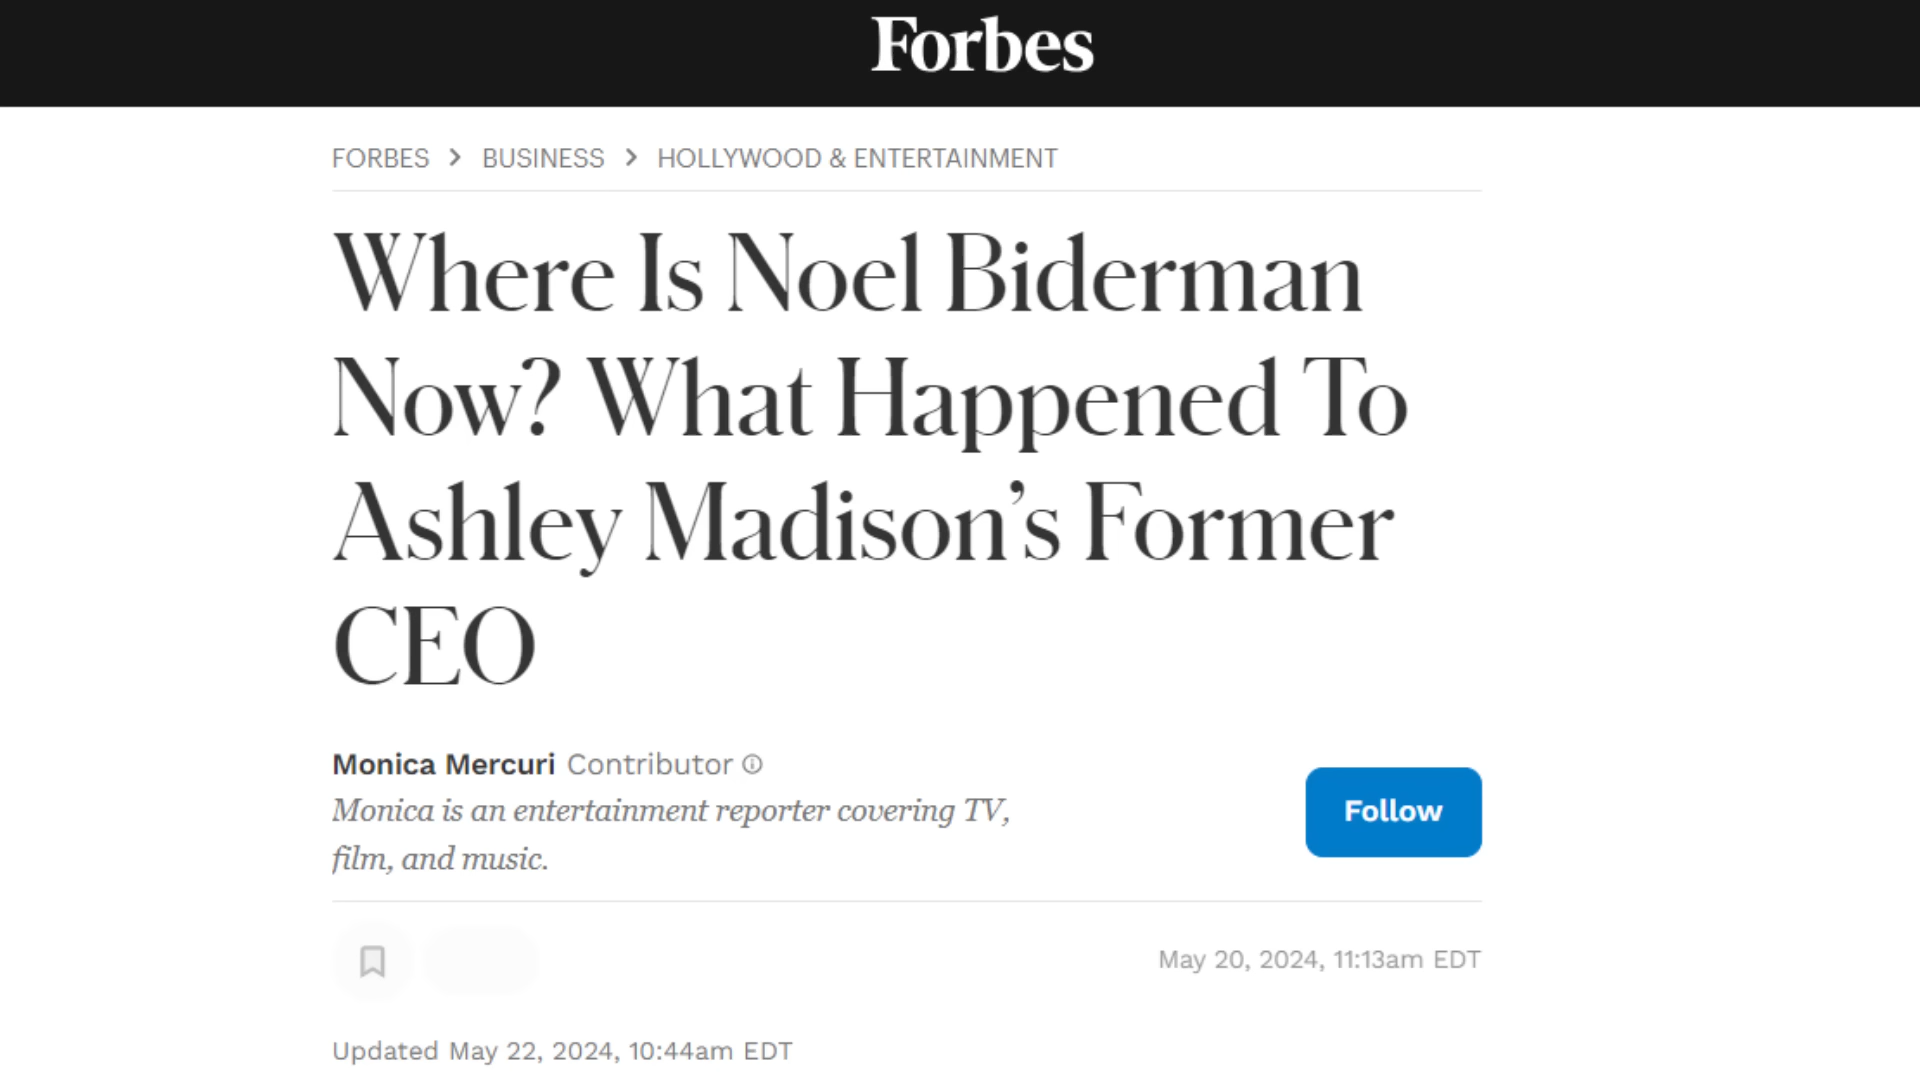 Forbes
FORBES > BUSINESS > HOLLYWOOD & ENTERTAINMENT
Where Is Noel Biderman
Now? What Happened To
Ashley Madison’s Former
CEO
Monica Mercuri Contributor
Monica is an entertainment reporter covering TV,
film, and music.
Follow
May 20, 2024, 11:13am EDT
Updated May 22, 2024, 10:44am EDT